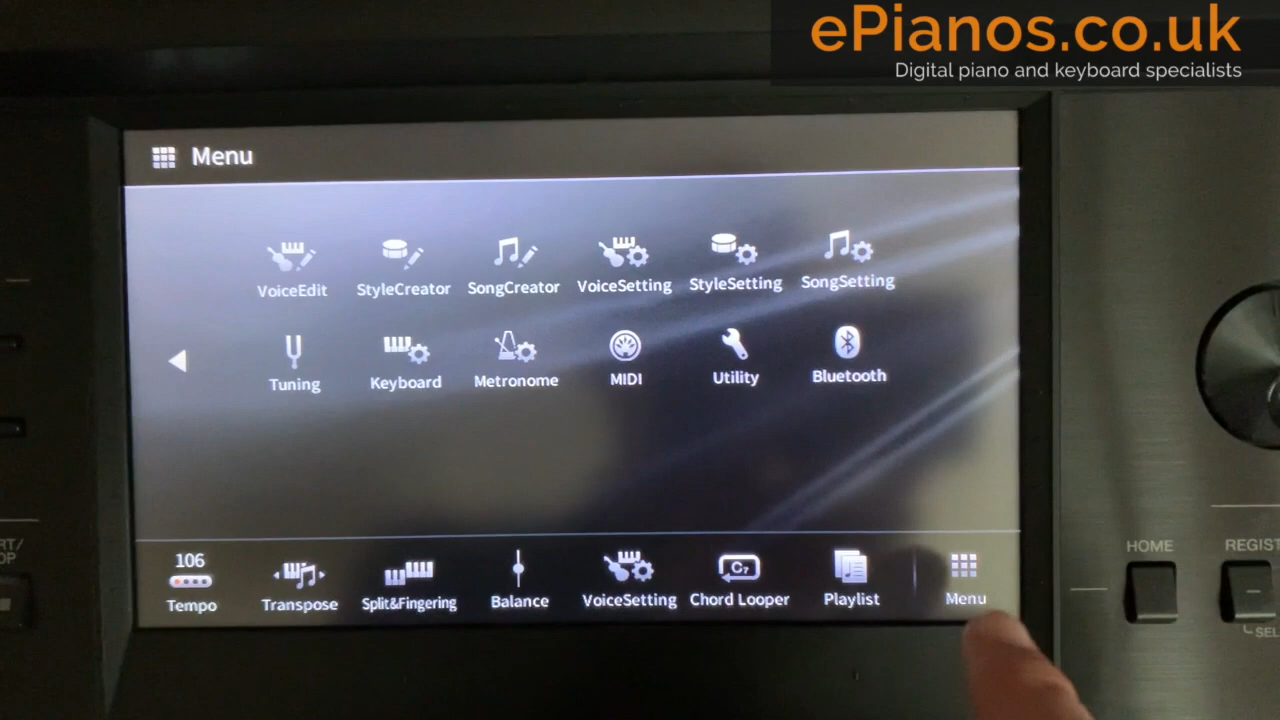 ePianos.co.uk
Digital piano and keyboard specialists
Menu
VoiceEdit StyleCreator SongCreator VoiceSetting StyleSetting SongSetting
Tuning Keyboard Metronome MIDI Utility Bluetooth
106 C7
Tempo Transpose Split&Fingering Balance VoiceSetting Chord Looper Playlist Menu
HOME REGIST